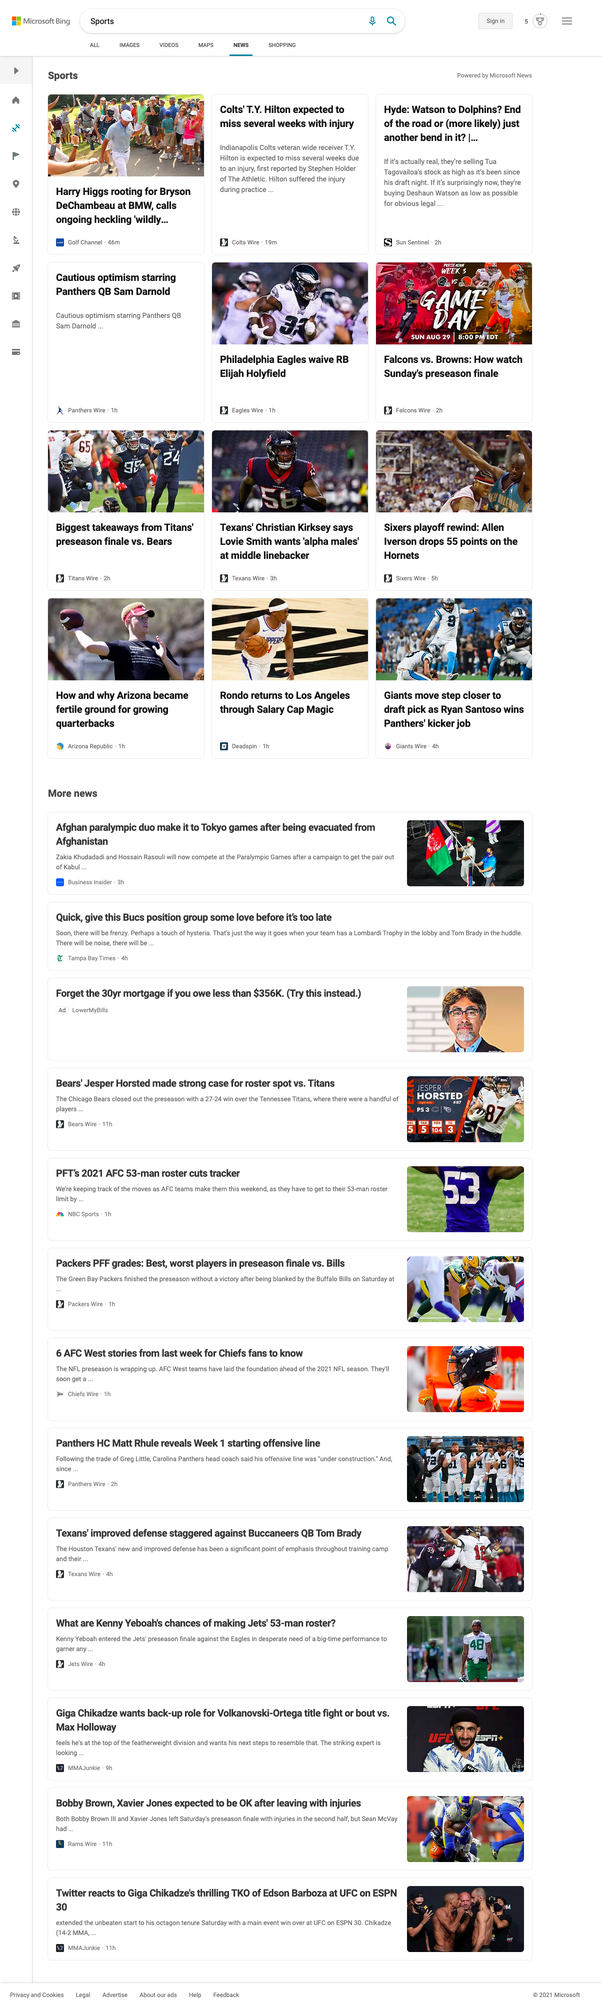 Microsoft Bing
Sports
Sign in
5
ALL
IMAGES
VIDEOS
MAPS
NEWS
SHOPPING
Sports
Powered by Microsoft News
Harry Higgs rooting for Bryson
DeChambeau at BMW, calls
ongoing heckling 'wildly...
Golf Channel · 46m
Colts' T.Y. Hilton expected to
miss several weeks with injury
Indianapolis Colts veteran wide receiver T.Y.
Hilton is expected to miss several weeks due
to an injury, first reported by Stephen Holder
of The Athletic. Hilton suffered the injury
during practice ...
Colts Wire · 19m
Hyde: Watson to Dolphins? End
of the road or (more likely) just
another bend in it? |...
If it's actually real, they're selling Tua
Tagovailoa's stock as high as it's been since
his draft night. If it's surprisingly now, they're
buying Deshaun Watson as low as possible
for obvious legal ...
Sun Sentinel · 2h
Cautious optimism starring
Panthers QB Sam Darnold
Cautious optimism starring Panthers QB
Sam Darnold ...
Panthers Wire · 1h
Philadelphia Eagles waive RB
Elijah Holyfield
Eagles Wire · 1h
WEEK 3
GAME
DAY
SUN AUG 29 | 8:00 PM EDT
Falcons vs. Browns: How watch
Sunday's preseason finale
Falcons Wire · 2h
65
98
24
Biggest takeaways from Titans'
preseason finale vs. Bears
Titans Wire · 2h
Texans' Christian Kirksey says
Lovie Smith wants 'alpha males'
at middle linebacker
Texans Wire · 3h
Sixers playoff rewind: Allen
Iverson drops 55 points on the
Hornets
Sixers Wire · 5h
How and why Arizona became
fertile ground for growing
quarterbacks
Arizona Republic · 1h
Rondo returns to Los Angeles
through Salary Cap Magic
Deadapin · 1h
9
Giants move step closer to
draft pick as Ryan Santoso wins
Panthers' kicker job
Giants Wire · 4h
More news
Afghan paralympic duo make it to Tokyo games after being evacuated from
Afghanistan
Zakia Khudadadi and Hossain Rasouli will now compete at the Paralympic Games after a campaign to get the pair out
of Kabul ...
Business Insider · 3h
Quick, give this Bucs position group some love before it's too late
Soon, there will be frenzy. Perhaps a touch of hysteria. That's just the way it goes when your team has a Lombardi Trophy in the lobby and Tom Brady in the huddle.
There will be noise, there will be ...
Tampa Bay Times · 4h
Forget the 30yr mortgage if you owe less than $356K. (Try this instead.)
Ad LowerMyBills
Bears' Jesper Horsted made strong case for roster spot vs. Titans
The Chicago Bears closed out the preseason with a 27-24 win over the Tennessee Titans, where there were a handful of
players ...
Bears Wire · 11h
JESPER
HORSTED
PS 3
5 5 104 3
87
PFT's 2021 AFC 53-man roster cuts tracker
We're keeping track of the moves as AFC teams make them this weekend, as they have to get to their 53-man roster
limit by ...
NBC Sports · 1h
53
Packers PFF grades: Best, worst players in preseason finale vs. Bills
The Green Bay Packers finished the preseason without a victory after being blanked by the Buffalo Bills on Saturday at
...
Packers Wire · 1h
6 AFC West stories from last week for Chiefs fans to know
The NFL preseason is wrapping up. AFC West teams have laid the foundation ahead of the 2021 NFL season. They'll
soon get a ...
Chiefs Wire · 1h
Panthers HC Matt Rhule reveals Week 1 starting offensive line
Following the trade of Greg Little, Carolina Panthers head coach said his offensive line was "under construction." And,
since ...
Panthers Wire · 2h
Texans' improved defense staggered against Buccaneers QB Tom Brady
The Houston Texans' new and improved defense has been a significant point of emphasis throughout training camp
and their ...
Texans Wire · 4h
12
What are Kenny Yeboah's chances of making Jets' 53-man roster?
Kenny Yeboah entered the Jets' preseason finale against the Eagles in desperate need of a big-time performance to
garner any ...
Jets Wire · 4h
48
Giga Chikadze wants back-up role for Volkanovski-Ortega title fight or bout vs.
Max Holloway
feels he's at the top of the featherweight division and wants his next steps to resemble that. The striking expert is
looking ...
MMAJunkie · 9h
UFC
ESPN+
Bobby Brown, Xavier Jones expected to be OK after leaving with injuries
Both Bobby Brown III and Xavier Jones left Saturday's preseason finale with injuries in the second half, but Sean McVay
had ...
Rams Wire · 11h
Twitter reacts to Giga Chikadze's thrilling TKO of Edson Barboza at UFC on ESPN
30
extended the unbeaten start to his octagon tenure Saturday with a main event win over at UFC on ESPN 30. Chikadze
(14-2 MMA, ...
MMAJunkie · 11h
Privacy and Cookies
Legal
Advertise
About our ads
Help
Feedback
© 2021 Microsoft